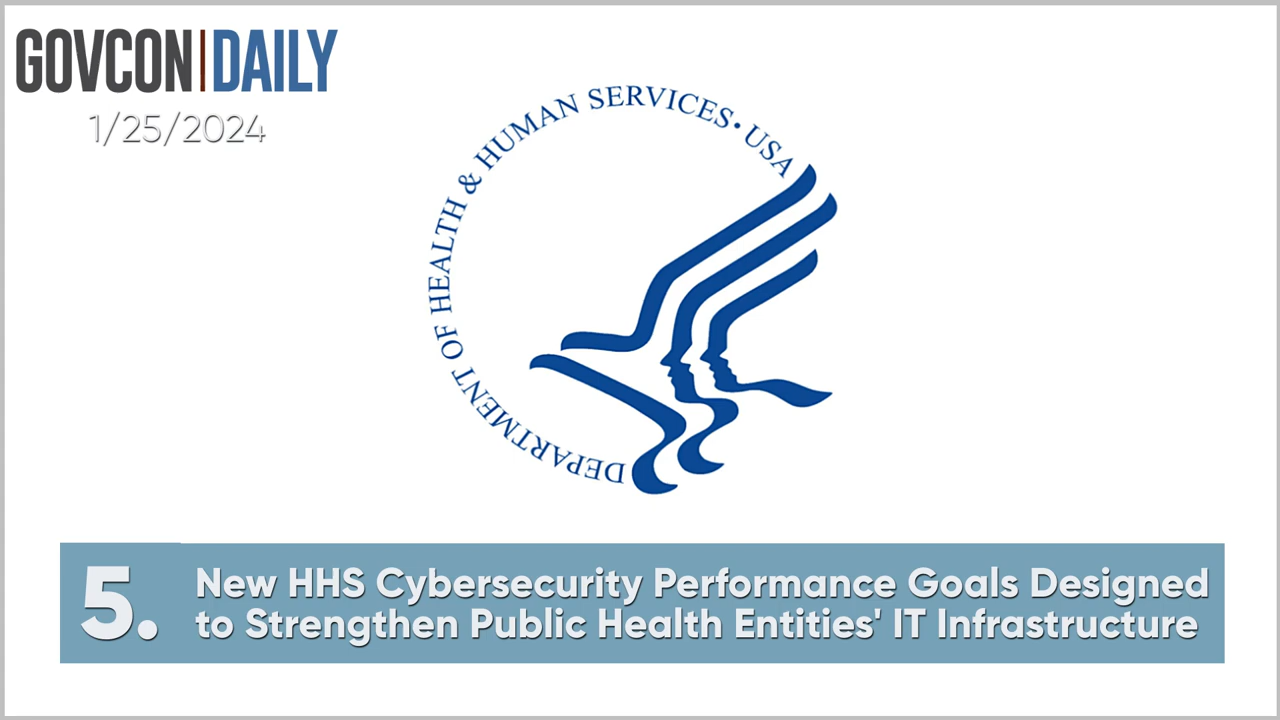 GOVCON|DAILY
1/25/2024
DEPARTMENT OF HEALTH & HUMAN SERVICES • USA
5.
New HHS Cybersecurity Performance Goals Designed
to Strengthen Public Health Entities' IT Infrastructure